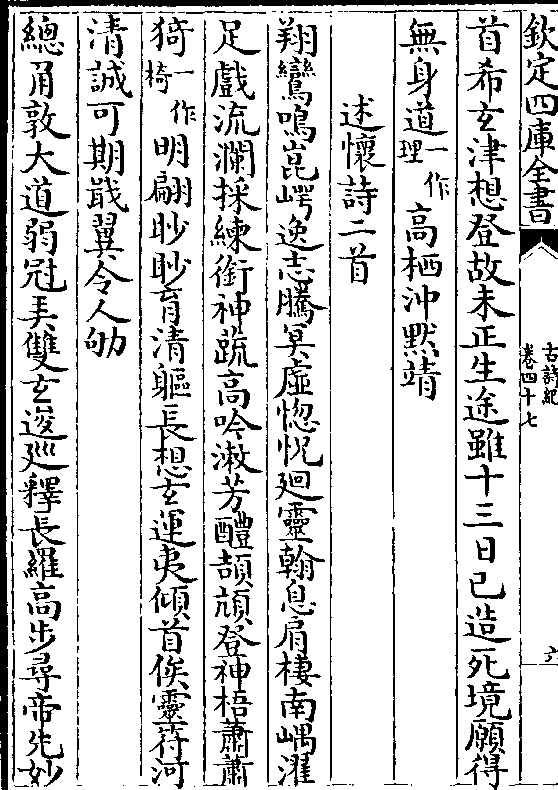 欽定四庫全書
古詩紀
卷四十七
六
首希玄津想登故未正生途雖十三日已造死境願得
無身道一作理高栖沖默靖
述懷詩二首
翔鸞鳴崑崿逸志騰冥虛惚怳廻靈翰息肩棲南嵎濯
足戲流瀾採練銜神蔬高吟漱芳醴頡頏登神梧蕭蕭
猗一作椅明翩眇眇育清軀長想玄運夷傾首俟靈符河
清誠可期戢翼令人劬
總角敦大道弱冠弄雙玄逡廵釋長羅高步尋帝先妙